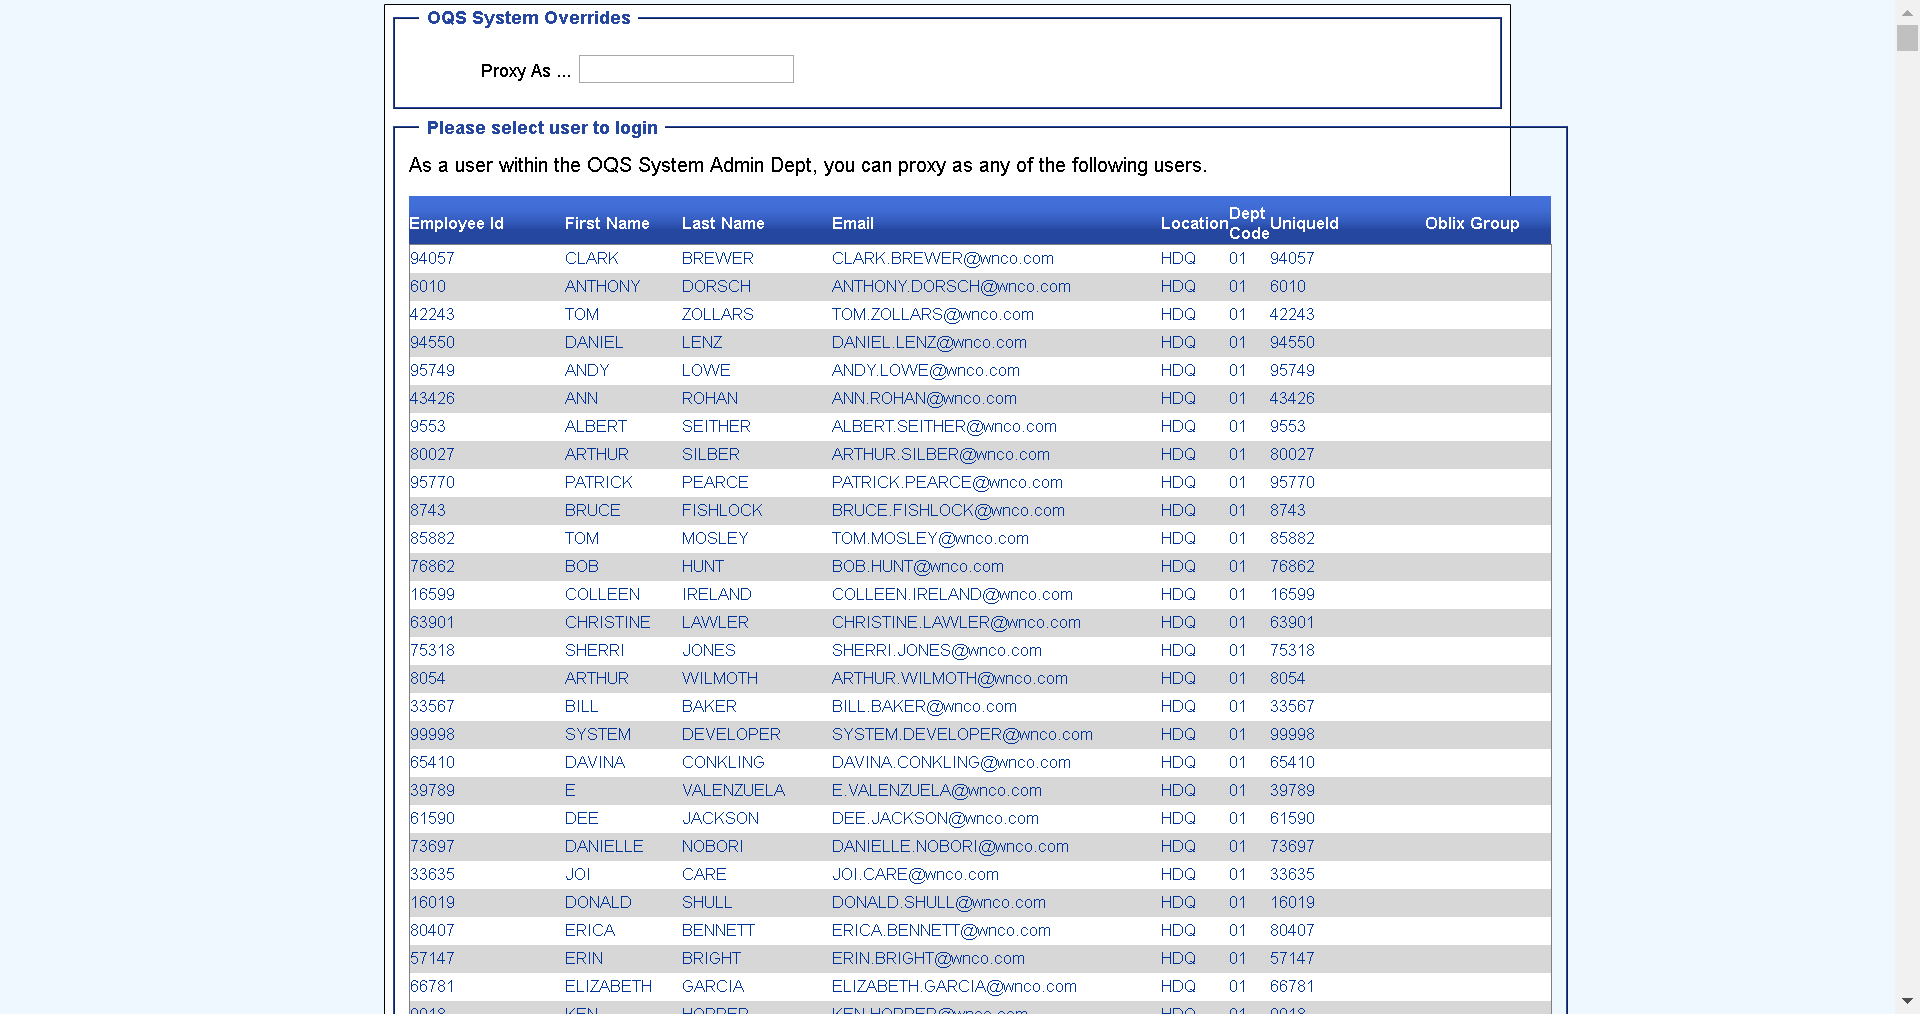 OQS System Overrides
Proxy As ...
Please select user to login
As a user within the OQS System Admin Dept, you can proxy as any of the following users.
Employee Id First Name Last Name Email Location Dept Code UniqueId Oblix Group
94057 CLARK BREWER CLARK.BREWER@wnco.com HDQ 01 94057
6010 ANTHONY DORSCH ANTHONY.DORSCH@wnco.com HDQ 01 6010
42243 TOM ZOLLARS TOM.ZOLLARS@wnco.com HDQ 01 42243
94550 DANIEL LENZ DANIEL.LENZ@wnco.com HDQ 01 94550
95749 ANDY LOWE ANDY.LOWE@wnco.com HDQ 01 95749
43426 ANN ROHAN ANN.ROHAN@wnco.com HDQ 01 43426
9553 ALBERT SEITHER ALBERT.SEITHER@wnco.com HDQ 01 9553
80027 ARTHUR SILBER ARTHUR.SILBER@wnco.com HDQ 01 80027
95770 PATRICK PEARCE PATRICK.PEARCE@wnco.com HDQ 01 95770
8743 BRUCE FISHLOCK BRUCE.FISHLOCK@wnco.com HDQ 01 8743
85882 TOM MOSLEY TOM.MOSLEY@wnco.com HDQ 01 85882
76862 BOB HUNT BOB.HUNT@wnco.com HDQ 01 76862
16599 COLLEEN IRELAND COLLEEN.IRELAND@wnco.com HDQ 01 16599
63901 CHRISTINE LAWLER CHRISTINE.LAWLER@wnco.com HDQ 01 63901
75318 SHERRI JONES SHERRI.JONES@wnco.com HDQ 01 75318
8054 ARTHUR WILMOTH ARTHUR.WILMOTH@wnco.com HDQ 01 8054
33567 BILL BAKER BILL.BAKER@wnco.com HDQ 01 33567
99998 SYSTEM DEVELOPER SYSTEM.DEVELOPER@wnco.com HDQ 01 99998
65410 DAVINA CONKLING DAVINA.CONKLING@wnco.com HDQ 01 65410
39789 E VALENZUELA E.VALENZUELA@wnco.com HDQ 01 39789
61590 DEE JACKSON DEE.JACKSON@wnco.com HDQ 01 61590
73697 DANIELLE NOBORI DANIELLE.NOBORI@wnco.com HDQ 01 73697
33635 JOI CARE JOI.CARE@wnco.com HDQ 01 33635
16019 DONALD SHULL DONALD.SHULL@wnco.com HDQ 01 16019
80407 ERICA BENNETT ERICA.BENNETT@wnco.com HDQ 01 80407
57147 ERIN BRIGHT ERIN.BRIGHT@wnco.com HDQ 01 57147
66781 ELIZABETH GARCIA ELIZABETH.GARCIA@wnco.com HDQ 01 66781
KEN HDQ 01